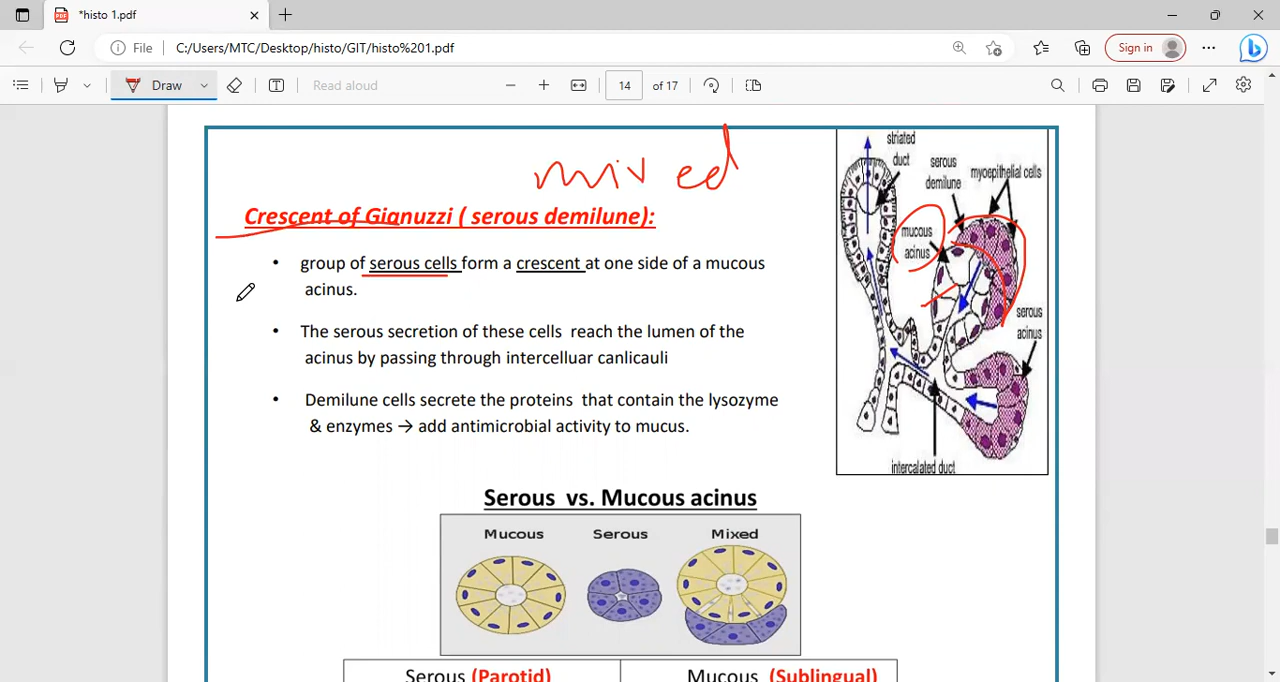 *histo 1.pdf
File C:/Users/MTC/Desktop/histo/GIT/histo%201.pdf
Sign in
Draw
Read aloud
14 of 17
mixed
Crescent of Gianuzzi ( serous demilune):
• group of serous cells form a crescent at one side of a mucous
acinus.
• The serous secretion of these cells reach the lumen of the
acinus by passing through intercelluar canlicauli
• Demilune cells secrete the proteins that contain the lysozyme
& enzymes → add antimicrobial activity to mucus.
striated
duct
serous
demilune
myoepithelial cells
mucous
acinus
serous
acinus
intercalated duct
Serous vs. Mucous acinus
Mucous Serous Mixed
Serous (Parotid) Mucous (Sublingual)